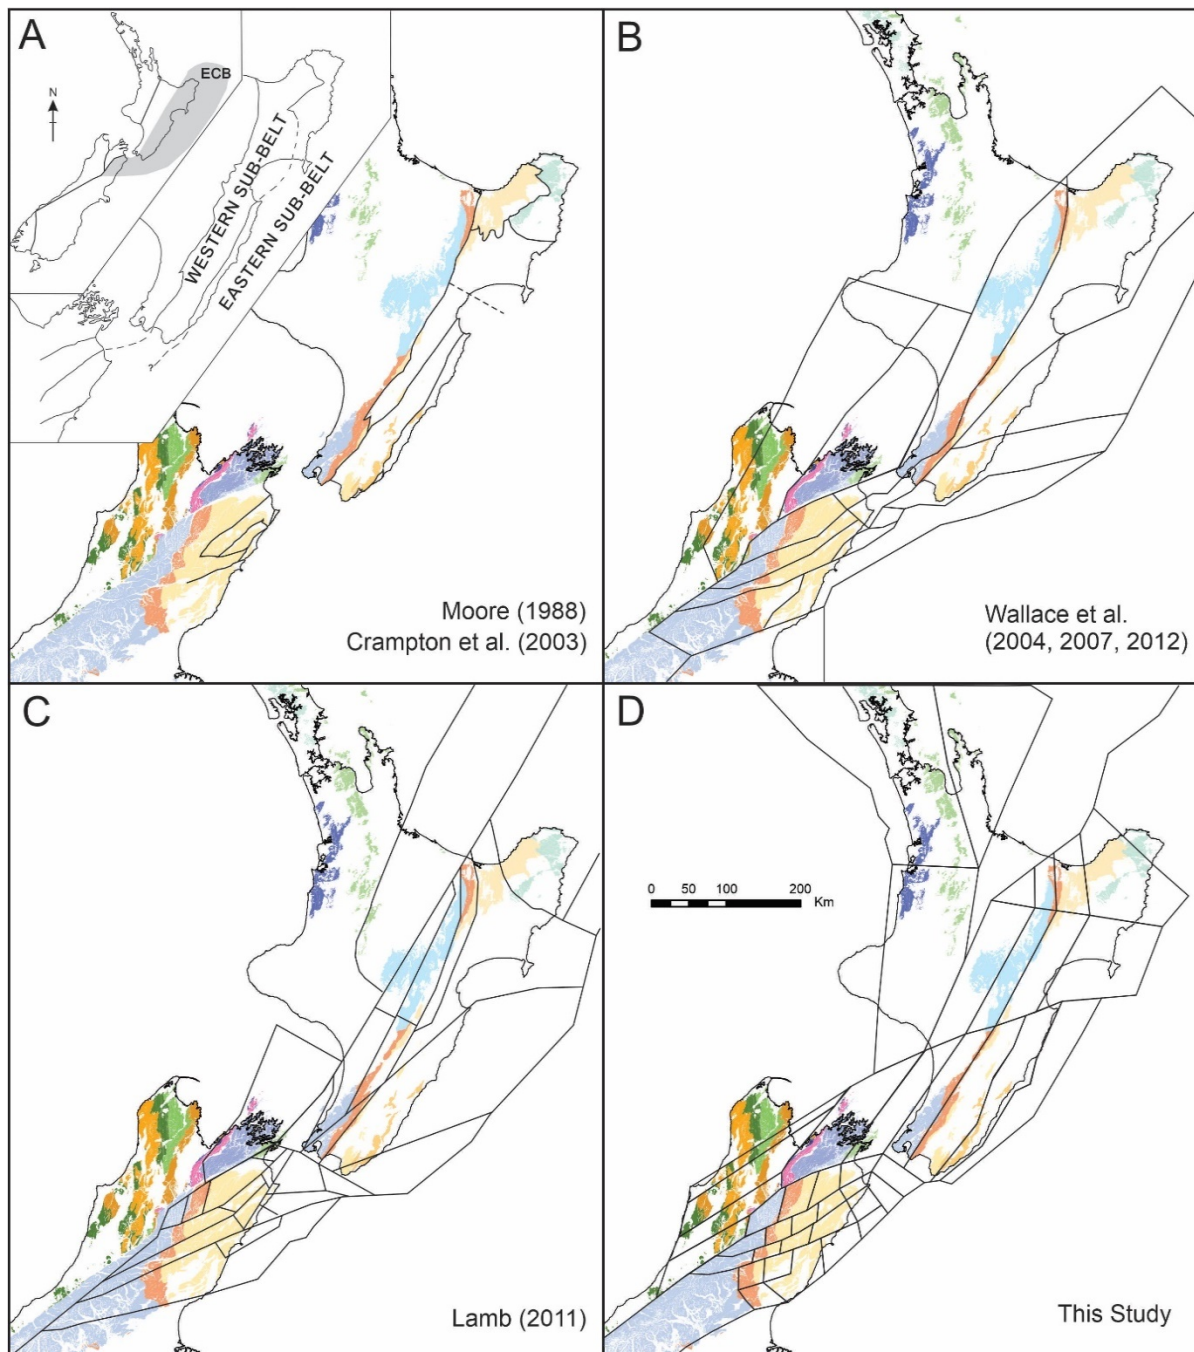 A
ECB
N
WESTERN SUB-BELT
EASTERN SUB-BELT
Moore (1988)
Crampton et al. (2003)
B
Wallace et al.
(2004, 2007, 2012)
C
Lamb (2011)
D
0 50 100 200
Km
This Study